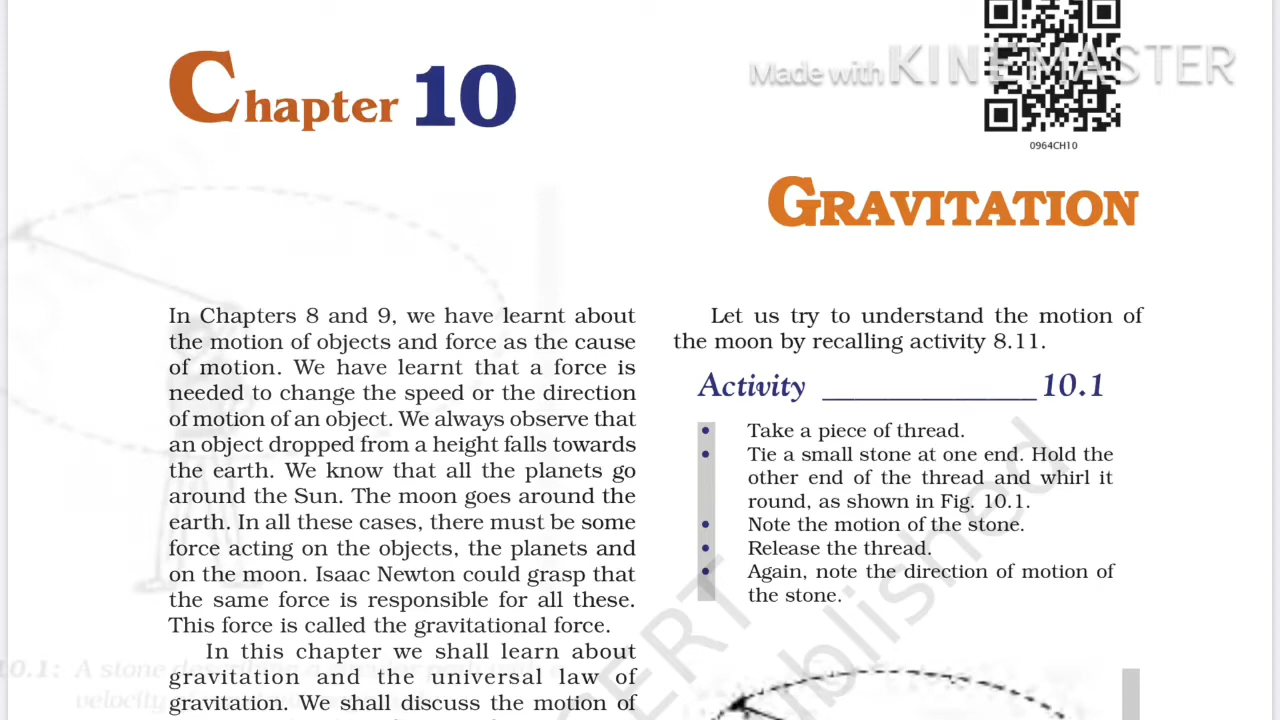 Chapter 10
Made with KINEMASTER
0964CH10
GRAVITATION
In Chapters 8 and 9, we have learnt about
the motion of objects and force as the cause
of motion. We have learnt that a force is
needed to change the speed or the direction
of motion of an object. We always observe that
an object dropped from a height falls towards
the earth. We know that all the planets go
around the Sun. The moon goes around the
earth. In all these cases, there must be some
force acting on the objects, the planets and
on the moon. Isaac Newton could grasp that
the same force is responsible for all these.
This force is called the gravitational force.
In this chapter we shall learn about
gravitation and the universal law of
gravitation. We shall discuss the motion of
Let us try to understand the motion of
the moon by recalling activity 8.11.
Activity ______________ 10.1
• Take a piece of thread.
• Tie a small stone at one end. Hold the
other end of the thread and whirl it
round, as shown in Fig. 10.1.
• Note the motion of the stone.
• Release the thread.
• Again, note the direction of motion of
the stone.